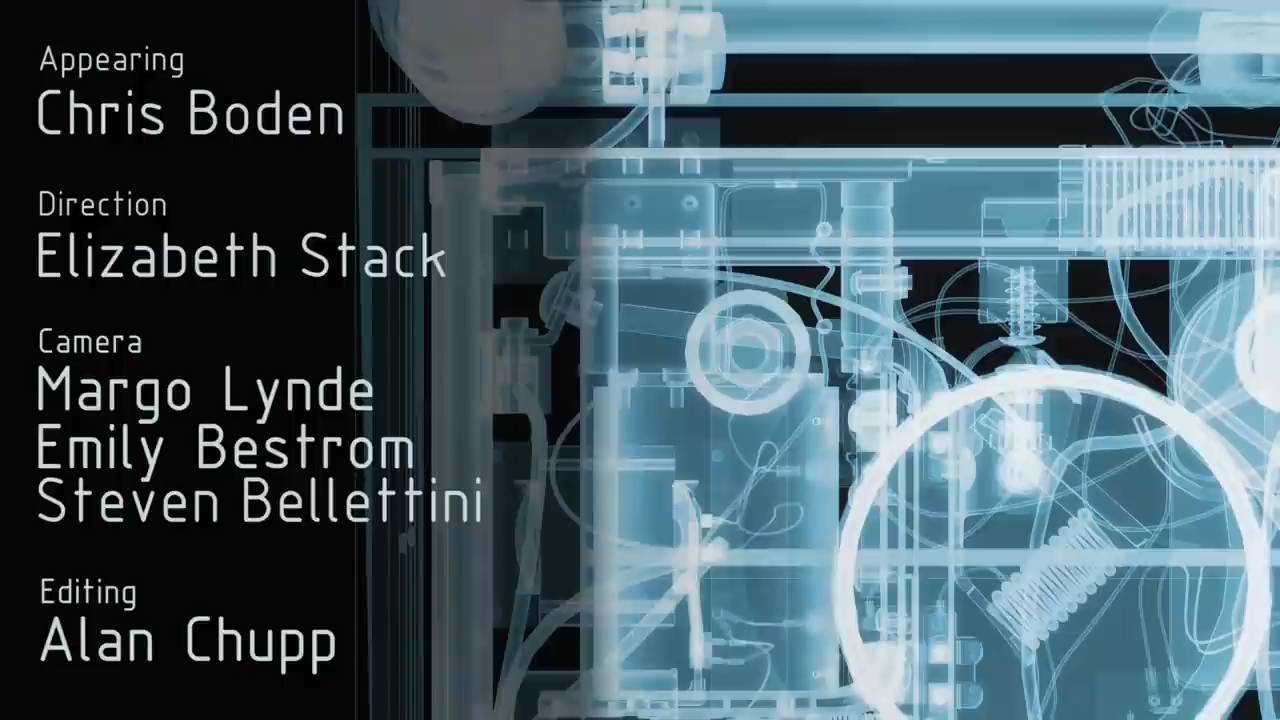 Appearing
Chris Boden
Direction
Elizabeth Stack
Camera
Margo Lynde
Emily Bestrom
Steven Bellettini
Editing
Alan Chupp